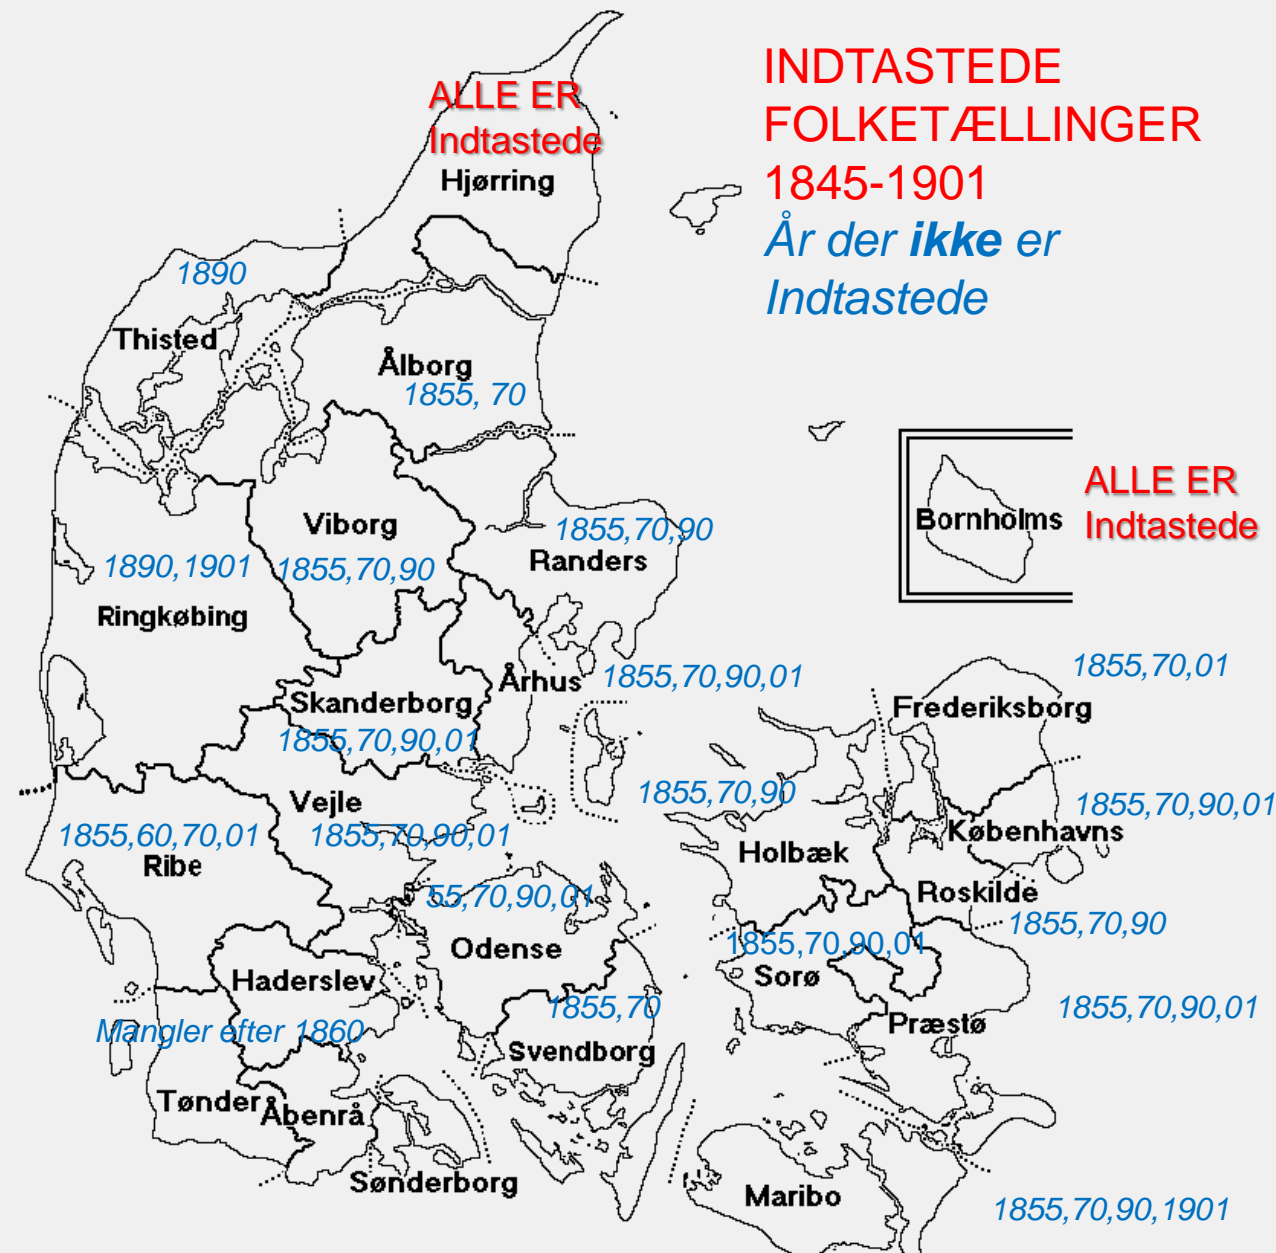 INDTASTEDE
FOLKETÆLLINGER
1845-1901
År der ikke er
Indtastede
ALLE ER
Indtastede
Hjørring
1890
Thisted
Ålborg
1855, 70
ALLE ER
Indtastede
Bornholms
Viborg
1855,70,90
1855,70,90
Randers
1890,1901
Ringkøbing
Århus
1855,70,90,01
Skanderborg
1855,70,90,01
1855,70,01
Frederiksborg
Vejle
1855,70,90,01
1855,70,90
Holbæk
1855,70,90,01
Københavns
1855,60,70,01
Ribe
55,70,90,01
Odense
Roskilde
1855,70,90
1855,70,90,01
Sorø
Haderslev
Mangler efter 1860
1855,70
Svendborg
1855,70,90,01
Præstø
Tønder
Åbenrå
Sønderborg
Maribo
1855,70,90,1901